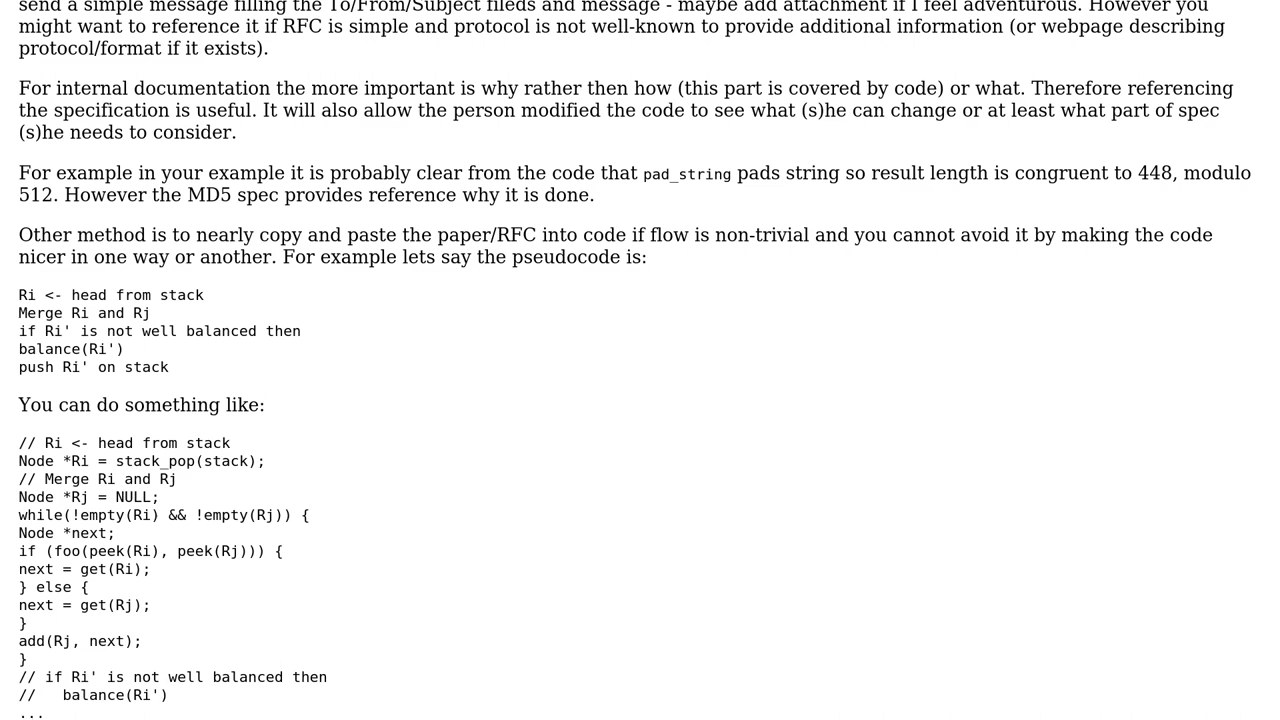 send a simple message filling the To/From/Subject fileds and message - maybe add attachment if I feel adventurous. However you
might want to reference it if RFC is simple and protocol is not well-known to provide additional information (or webpage describing
protocol/format if it exists).
For internal documentation the more important is why rather then how (this part is covered by code) or what. Therefore referencing
the specification is useful. It will also allow the person modified the code to see what (s)he can change or at least what part of spec
(s)he needs to consider.
For example in your example it is probably clear from the code that pad_string pads string so result length is congruent to 448, modulo
512. However the MD5 spec provides reference why it is done.
Other method is to nearly copy and paste the paper/RFC into code if flow is non-trivial and you cannot avoid it by making the code
nicer in one way or another. For example lets say the pseudocode is:
Ri <- head from stack
Merge Ri and Rj
if Ri' is not well balanced then
balance(Ri')
push Ri' on stack
You can do something like:
// Ri <- head from stack
Node *Ri = stack_pop(stack);
// Merge Ri and Rj
Node *Rj = NULL;
while(!empty(Ri) && !empty(Rj)) {
Node *next;
if (foo(peek(Ri), peek(Rj))) {
next = get(Ri);
} else {
next = get(Rj);
}
add(Rj, next);
}
// if Ri' is not well balanced then
//   balance(Ri')
...